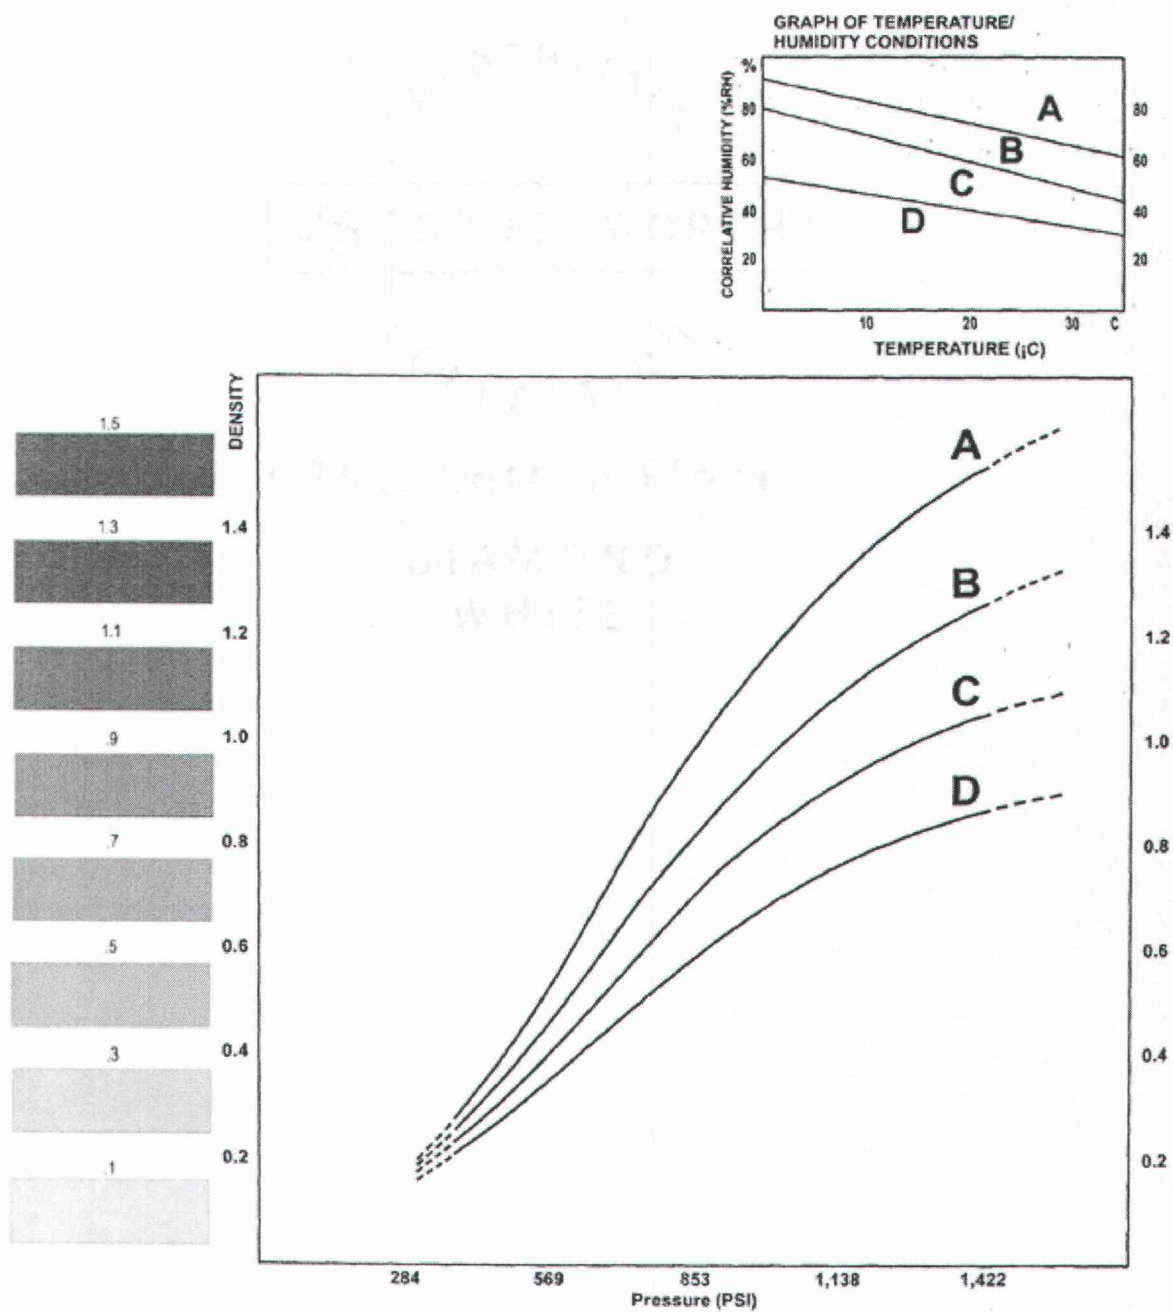 GRAPH OF TEMPERATURE/
HUMIDITY CONDITIONS
CORRELATIVE HUMIDITY (%RH)
%
80
60
40
20
A
B
C
D
80
60
40
20
10
20
30
C
TEMPERATURE (¡C)
DENSITY
1.5
1.3
1.1
.9
.7
.5
.3
.1
1.4
1.2
1.0
0.8
0.6
0.4
0.2
A
B
C
D
1.4
1.2
1.0
0.8
0.6
0.4
0.2
284
569
853
1,138
1,422
Pressure (PSI)